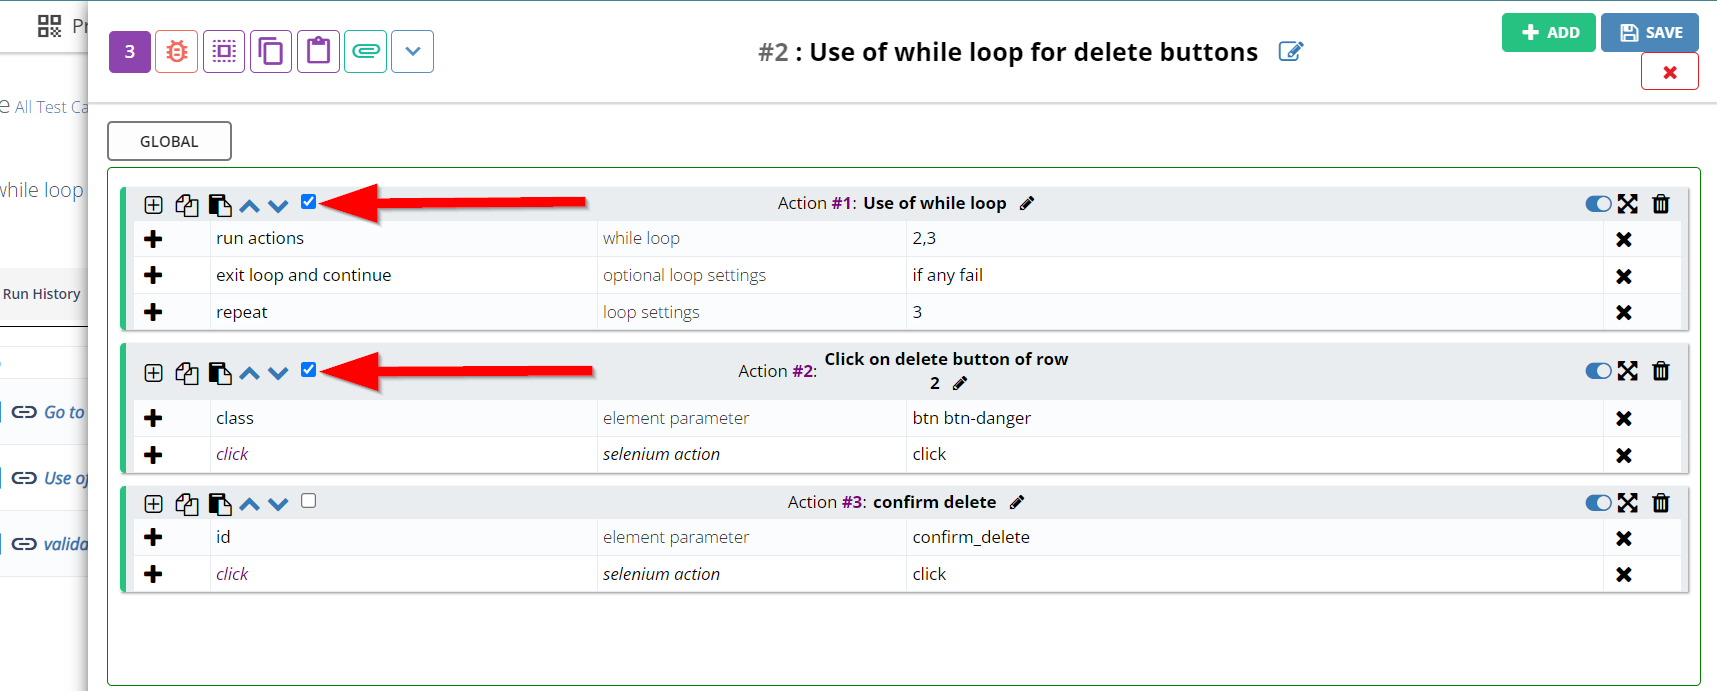 Pr
3
#2 : Use of while loop for delete buttons
ADD
SAVE
e All Test Ca
GLOBAL
while loop
Action #1: Use of while loop
run actions while loop 2,3
exit loop and continue optional loop settings if any fail
repeat loop settings 3
Run History
Action #2: Click on delete button of row
2
class element parameter btn btn-danger
click selenium action click
Go to
Use of
valida
Action #3: confirm delete
id element parameter confirm_delete
click selenium action click